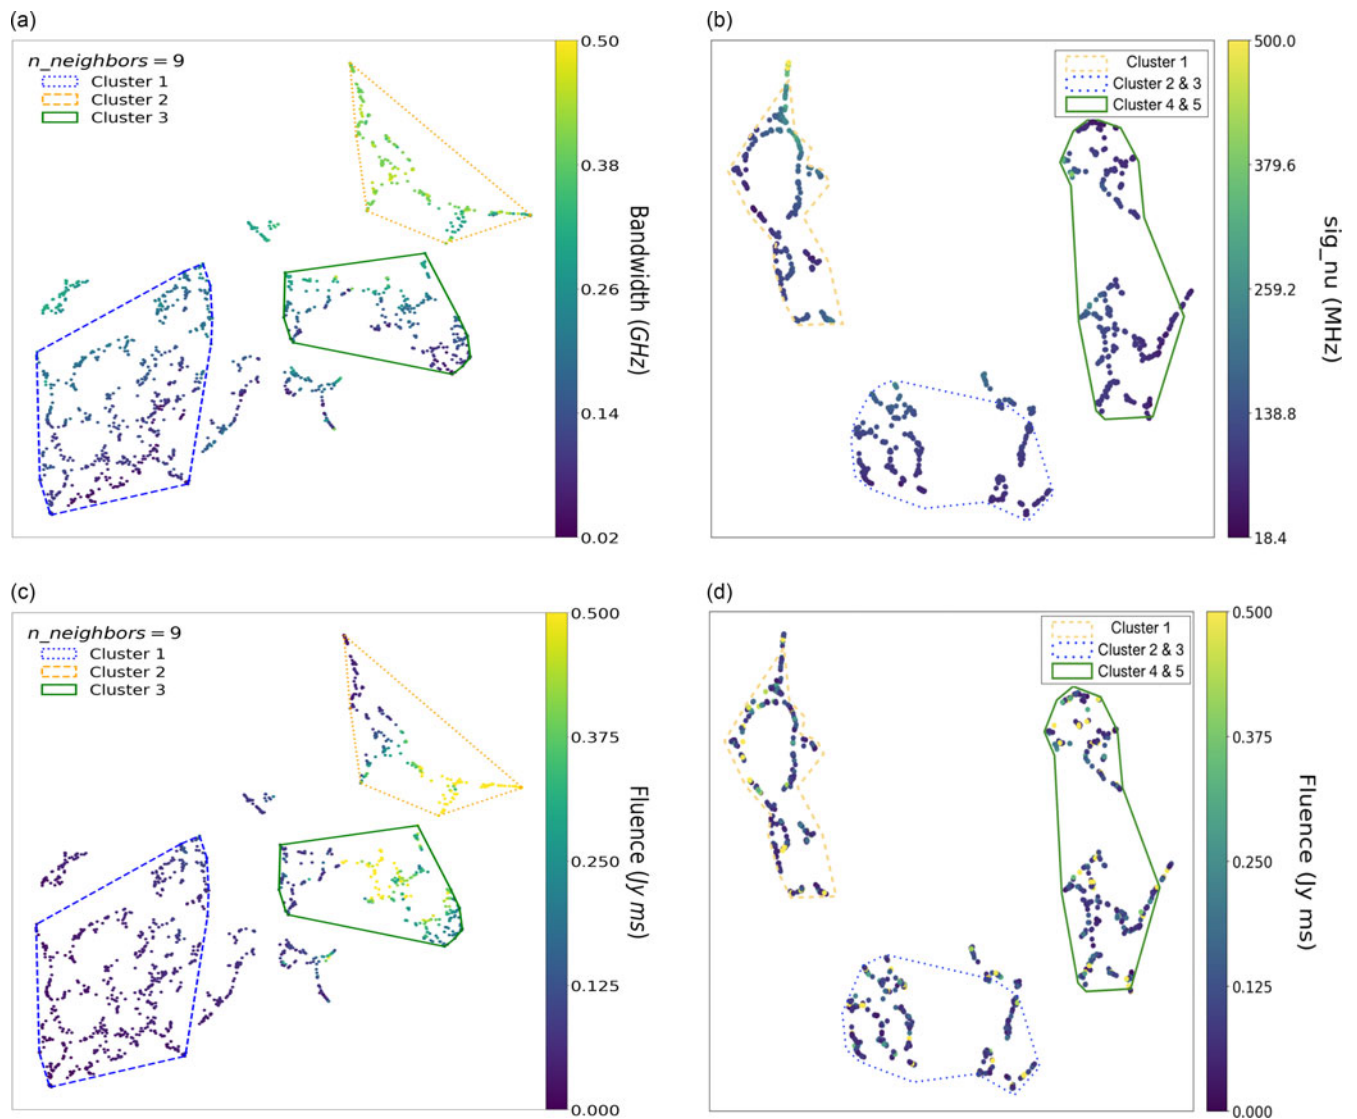 (a)
n_neighbors = 9
Cluster 1
Cluster 2
Cluster 3
0.50
0.38
0.26
0.14
0.02
Bandwidth (GHz)
(b)
Cluster 1
Cluster 2 & 3
Cluster 4 & 5
500.0
379.6
259.2
138.8
18.4
sig_nu (MHz)
(c)
n_neighbors = 9
Cluster 1
Cluster 2
Cluster 3
0.500
0.375
0.250
0.125
0.000
Fluence (Jy ms)
(d)
Cluster 1
Cluster 2 & 3
Cluster 4 & 5
0.500
0.375
0.250
0.125
0.000
Fluence (Jy ms)